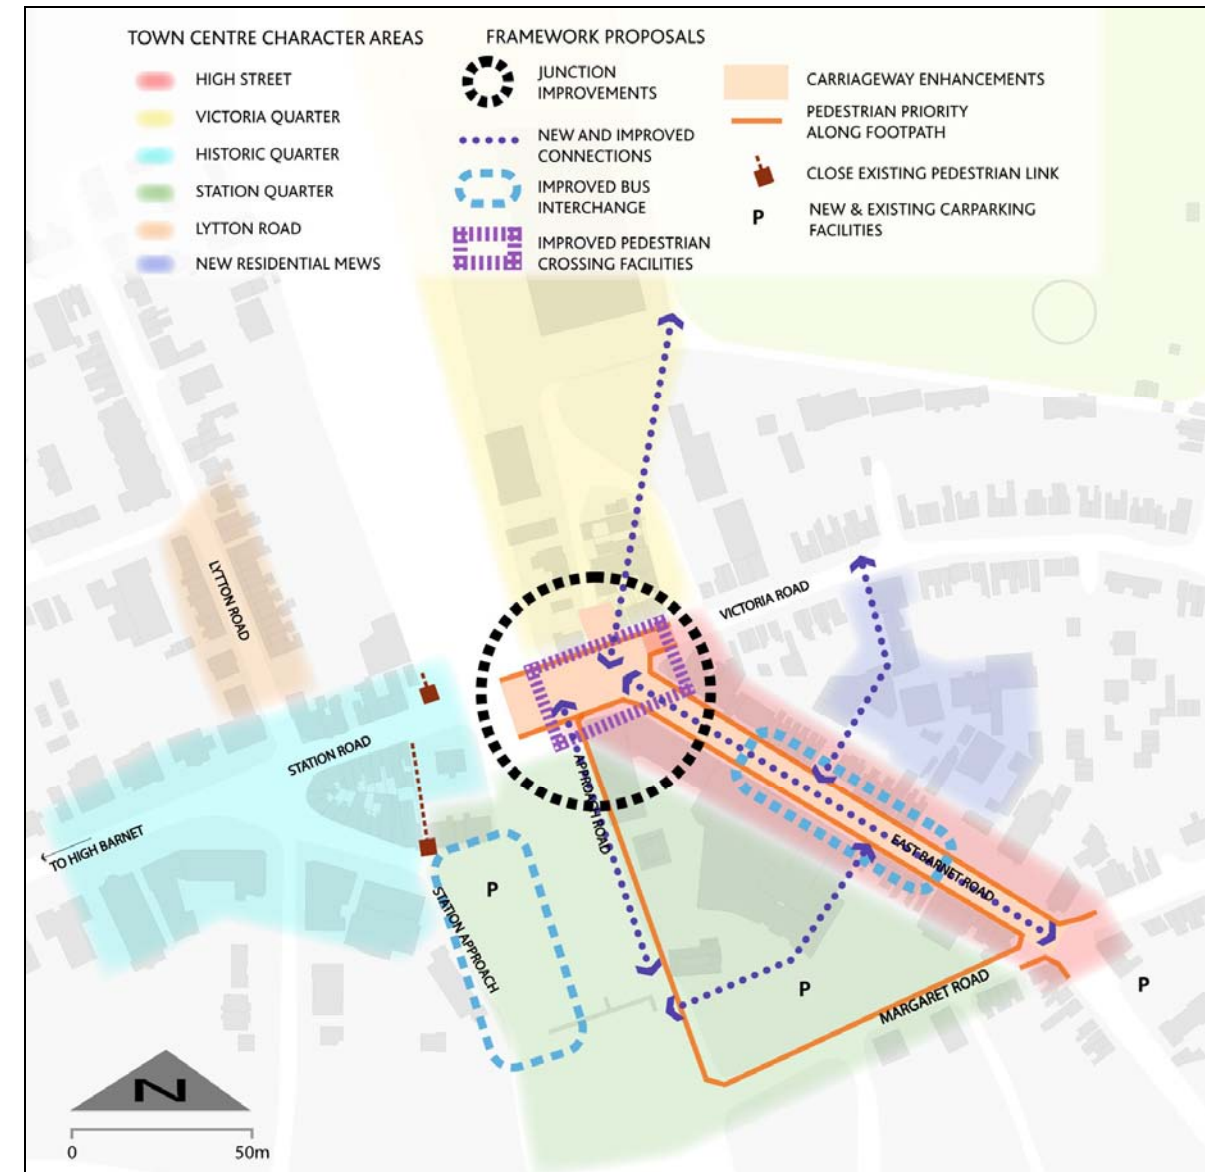 TOWN CENTRE CHARACTER AREAS
HIGH STREET
VICTORIA QUARTER
HISTORIC QUARTER
STATION QUARTER
LYTTON ROAD
NEW RESIDENTIAL MEWS
FRAMEWORK PROPOSALS
JUNCTION
IMPROVEMENTS
NEW AND IMPROVED
CONNECTIONS
IMPROVED BUS
INTERCHANGE
IMPROVED PEDESTRIAN
CROSSING FACILITIES
CARRIAGEWAY ENHANCEMENTS
PEDESTRIAN PRIORITY
ALONG FOOTPATH
CLOSE EXISTING PEDESTRIAN LINK
P
NEW & EXISTING CARPARKING
FACILITIES
LYTTON ROAD
VICTORIA ROAD
STATION ROAD
TO HIGH BARNET
APPROACH ROAD
EAST BARNET ROAD
STATION APPROACH
P
P
MARGARET ROAD
P
N
0
50m